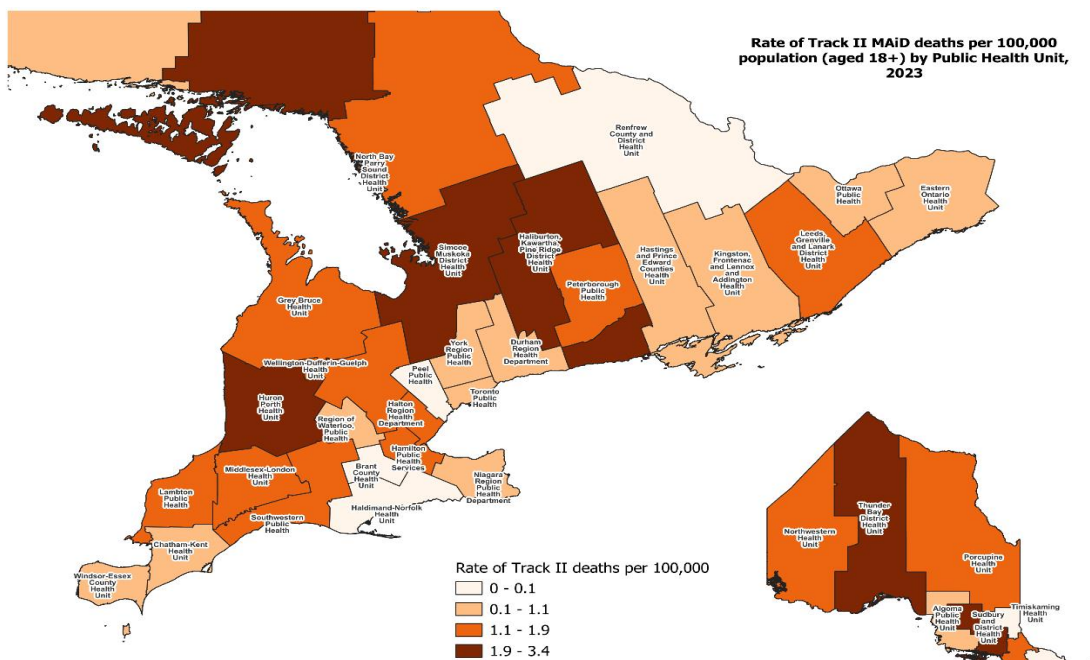 Rate of Track II MAiD deaths per 100,000
population (aged 18+) by Public Health Unit,
2023
Renfrew
County and
District
Health
Unit
North Bay
Parry
Sound
District
Health
Unit
Ottawa
Public
Health
Eastern
Ontario
Health
Unit
Simcoe
Muskoka
District
Health
Unit
Haliburton,
Kawartha,
Pine Ridge
District
Health
Unit
Hastings
and Prince
Edward
Counties
Health
Unit
Kingston,
Frontenac
and Lennox
and
Addington
Health
Unit
Leeds,
Grenville
and Lanark
District
Health
Unit
Peterborough
Public
Health
Grey Bruce
Health
Unit
York
Region
Public
Health
Durham
Region
Health
Department
Wellington-Dufferin-Guelph
Health
Unit
Peel
Public
Health
Toronto
Public
Health
Huron
Perth
Health
Unit
Region of
Waterloo,
Public
Health
Halton
Region
Health
Department
Hamilton
Public
Health
Services
Middlesex-London
Health
Unit
Brant
County
Health
Unit
Niagara
Region
Public
Health
Department
Lambton
Public
Health
Southwestern
Public
Health
Haldimand-Norfolk
Health
Unit
Chatham-Kent
Health
Unit
Windsor-Essex
County
Health
Unit
Thunder
Bay
District
Health
Unit
Northwestern
Health
Unit
Porcupine
Health
Unit
Algoma
Public
Health
Unit
Sudbury
and
District
Health
Unit
Timiskaming
Health
Unit
Rate of Track II deaths per 100,000
0 - 0.1
0.1 - 1.1
1.1 - 1.9
1.9 - 3.4